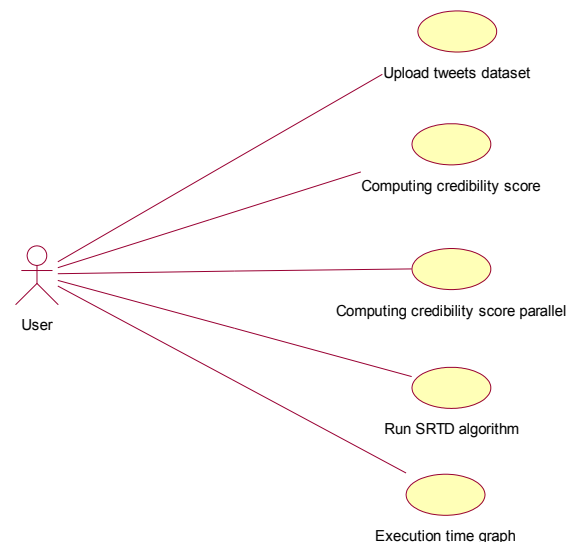 Upload tweets dataset
Computing credibility score
Computing credibility score parallel
User
Run SRTD algorithm
Execution time graph